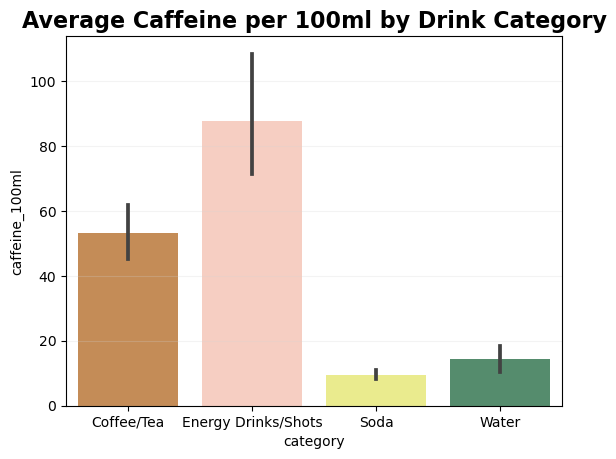 Average Caffeine per 100ml by Drink Category
caffeine_100ml
100
80
60
40
20
0
Coffee/Tea Energy Drinks/Shots Soda Water
category